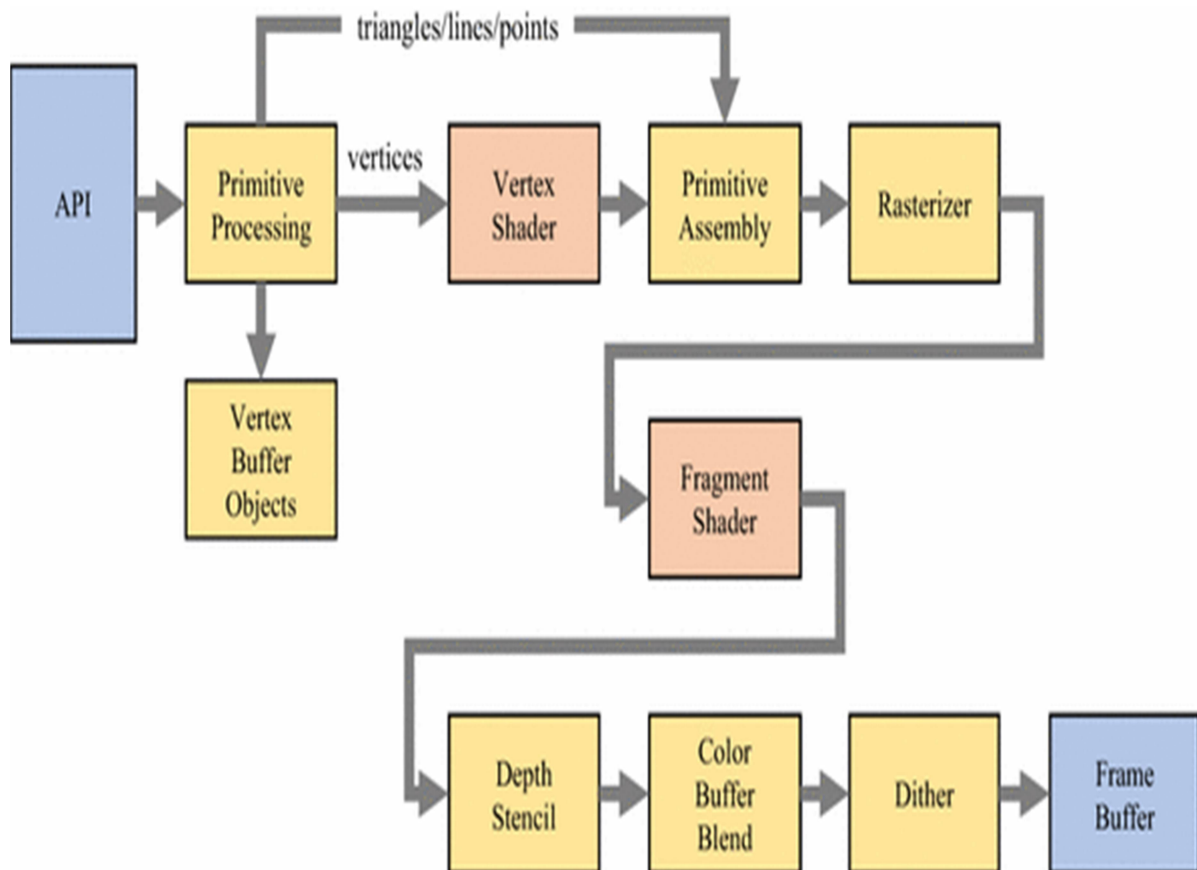 triangles/lines/points
API
Primitive
Processing
vertices
Vertex
Shader
Primitive
Assembly
Rasterizer
Vertex
Buffer
Objects
Fragment
Shader
Depth
Stencil
Color
Buffer
Blend
Dither
Frame
Buffer